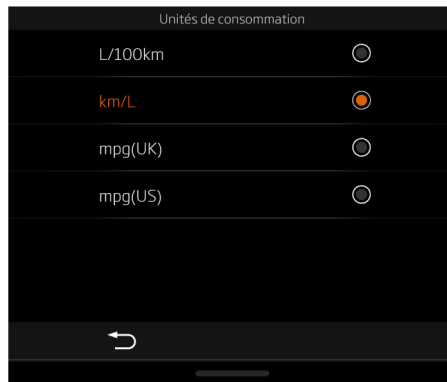 Unités de consommation
L/100km
km/L
mpg(UK)
mpg(US)